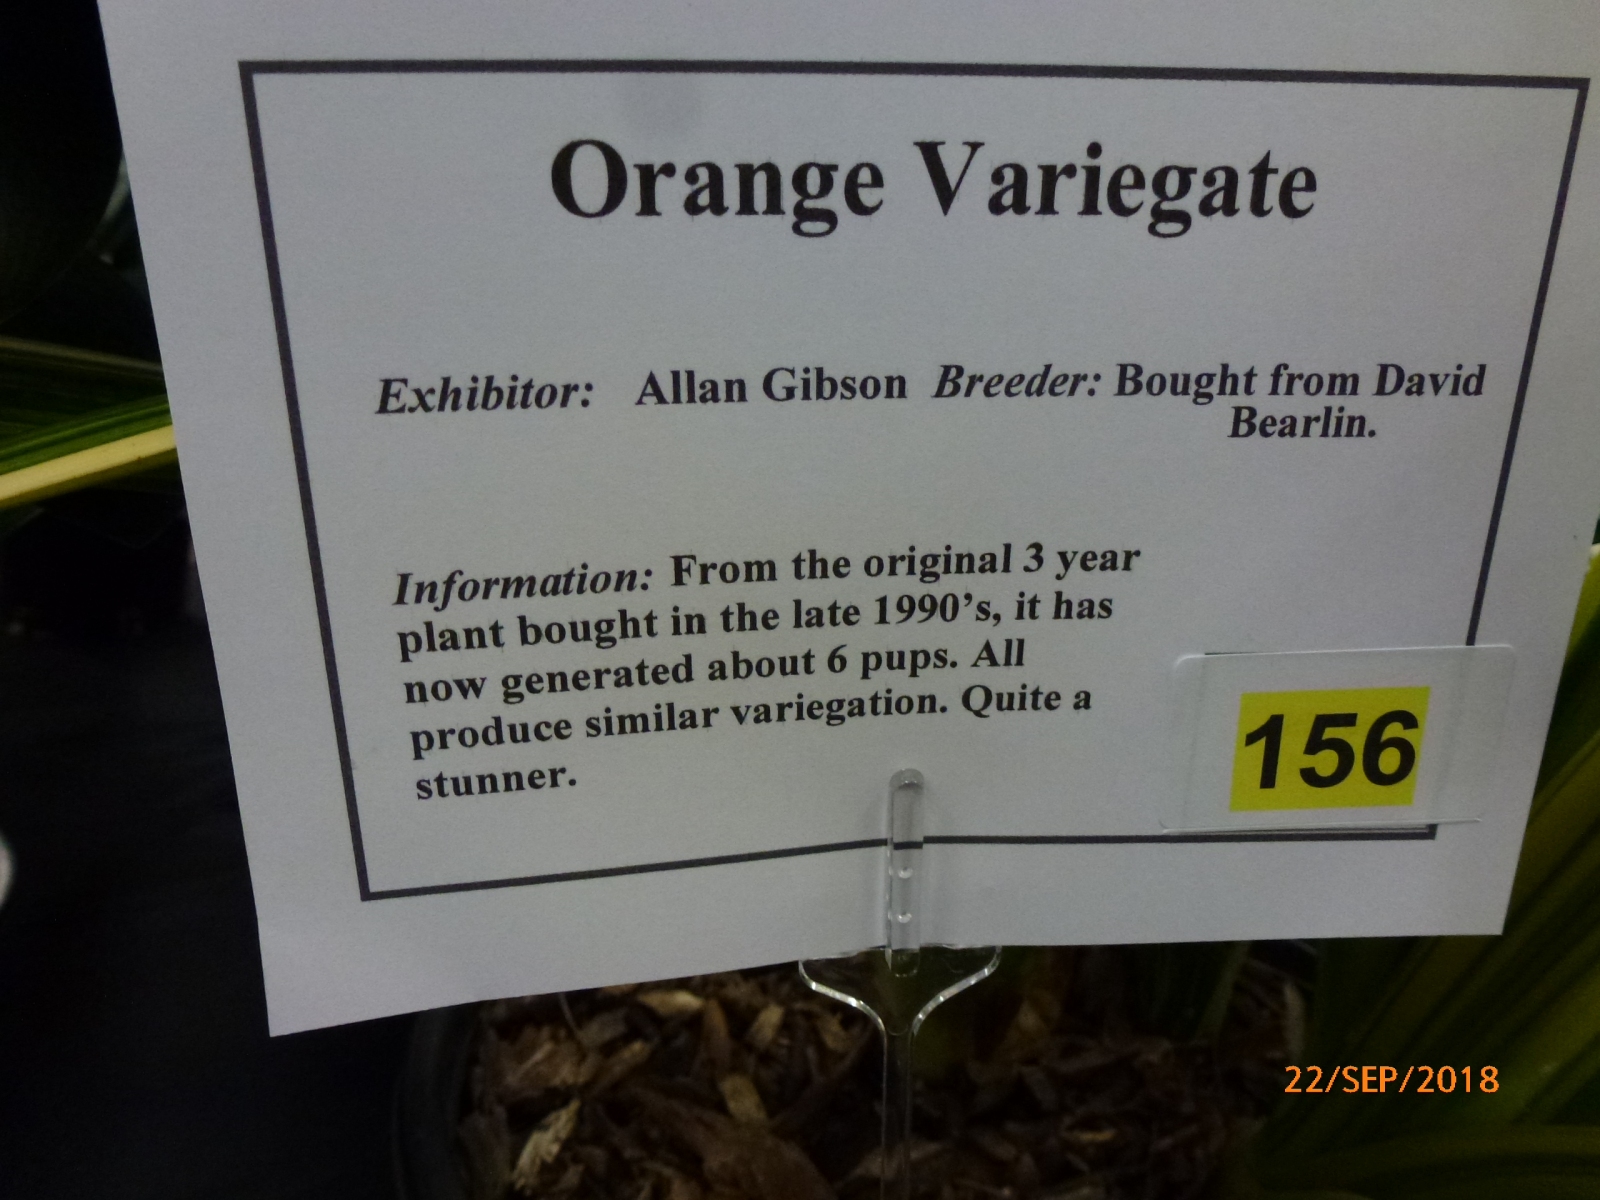 Orange Variegate
Exhibitor: Allan Gibson Breeder: Bought from David
Bearlin.
Information: From the original 3 year
plant bought in the late 1990's, it has
now generated about 6 pups. All
produce similar variegation. Quite a
stunner.
156
22/SEP/2018